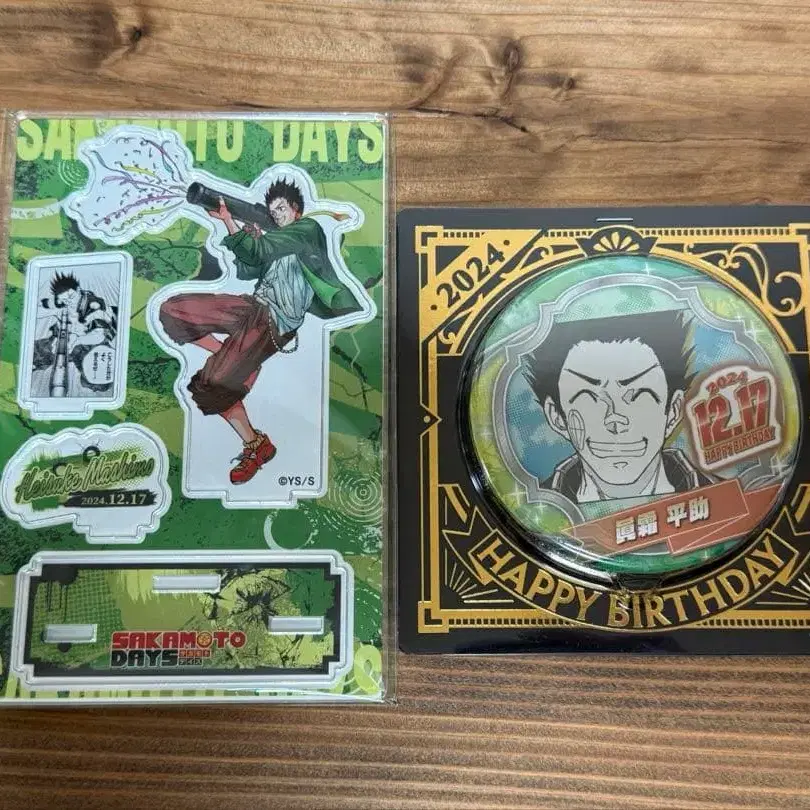 SAKAMOTO DAYS
Heisuke Mashimo
2024.12.17
©YS/S
SAKAMOTO
DAYS
2024
2024
12.17
HAPPY BIRTHDAY
眞霜 平助
HAPPY BIRTHDAY